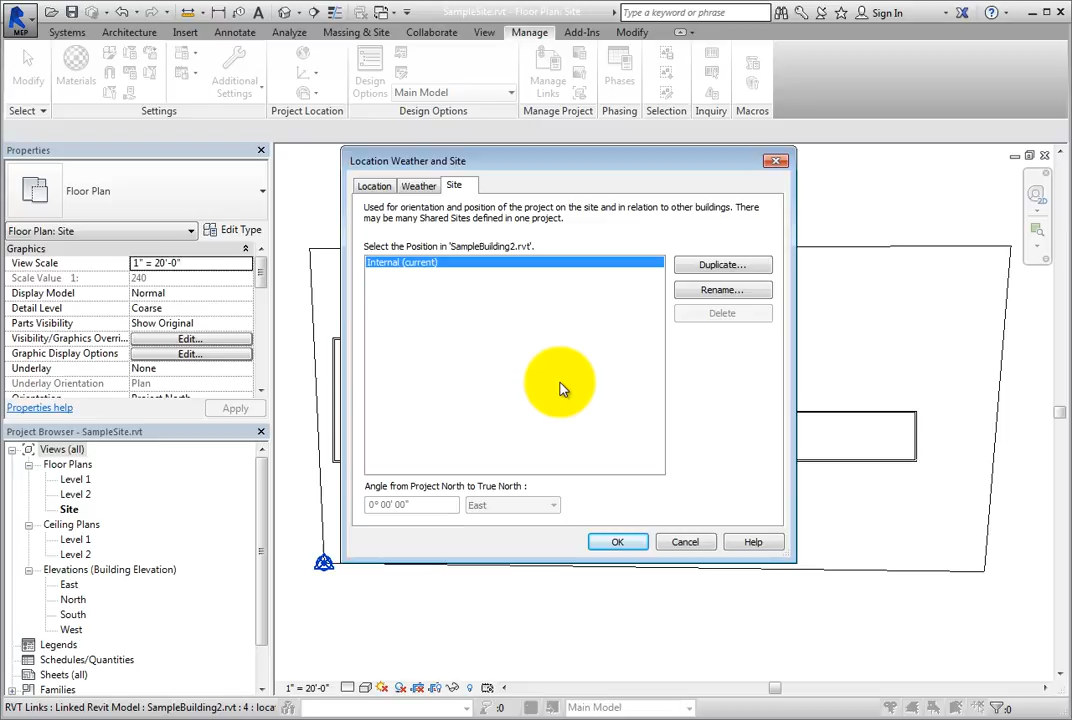 SampleSite.rvt - Floor Plan: Site
Type a keyword or phrase
Sign In
MEP
Systems
Architecture
Insert
Annotate
Analyze
Massing & Site
Collaborate
View
Manage
Add-Ins
Modify
Modify
Materials
Additional
Settings
Design
Options
Main Model
Manage
Links
Phases
Select
Settings
Project Location
Design Options
Manage Project
Phasing
Selection
Inquiry
Macros
Properties
Floor Plan
Floor Plan: Site
Edit Type
Graphics
View Scale
1" = 20'-0"
Scale Value 1:
240
Display Model
Normal
Detail Level
Coarse
Parts Visibility
Show Original
Visibility/Graphics Overri...
Edit...
Graphic Display Options
Edit...
Underlay
None
Underlay Orientation
Plan
Orientation
Project North
Properties help
Apply
Project Browser - SampleSite.rvt
Views (all)
Floor Plans
Level 1
Level 2
Site
Ceiling Plans
Level 1
Level 2
Elevations (Building Elevation)
East
North
South
West
Legends
Schedules/Quantities
Sheets (all)
Families
Location Weather and Site
Location
Weather
Site
Used for orientation and position of the project on the site and in relation to other buildings. There
may be many Shared Sites defined in one project.
Select the Position in 'SampleBuilding2.rvt'.
Internal (current)
Duplicate...
Rename...
Delete
Angle from Project North to True North :
0° 00' 00"
East
OK
Cancel
Help
2D
1" = 20'-0"
RVT Links : Linked Revit Model : SampleBuilding2.rvt : 4 : loca
:0
Main Model
:0